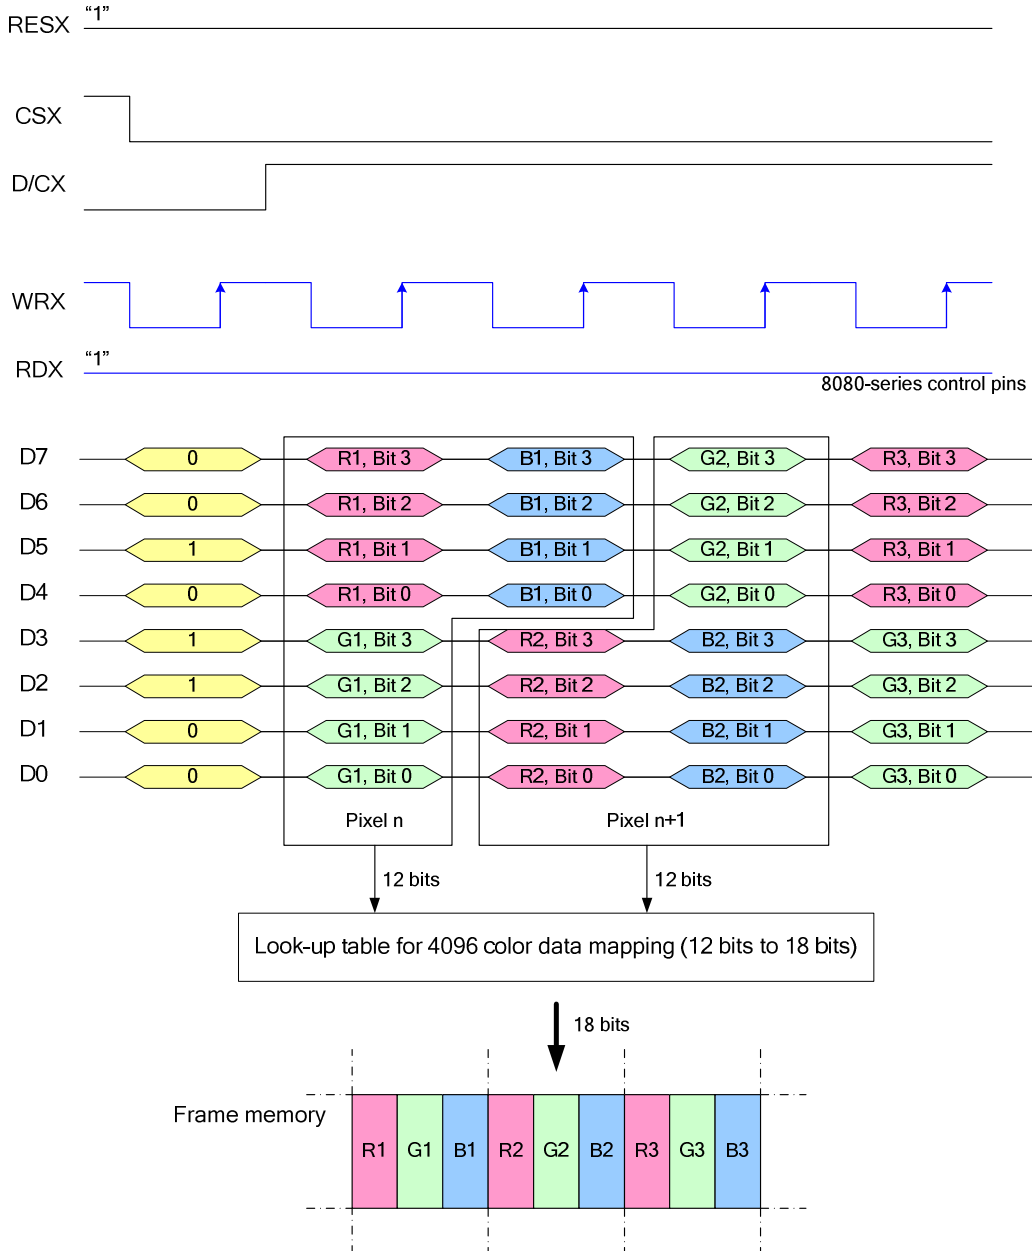 RESX "1"
CSX
D/CX
WRX
RDX "1"
8080-series control pins
D7 0 R1, Bit 3 B1, Bit 3 G2, Bit 3 R3, Bit 3
D6 0 R1, Bit 2 B1, Bit 2 G2, Bit 2 R3, Bit 2
D5 1 R1, Bit 1 B1, Bit 1 G2, Bit 1 R3, Bit 1
D4 0 R1, Bit 0 B1, Bit 0 G2, Bit 0 R3, Bit 0
D3 1 G1, Bit 3 R2, Bit 3 B2, Bit 3 G3, Bit 3
D2 1 G1, Bit 2 R2, Bit 2 B2, Bit 2 G3, Bit 2
D1 0 G1, Bit 1 R2, Bit 1 B2, Bit 1 G3, Bit 1
D0 0 G1, Bit 0 R2, Bit 0 B2, Bit 0 G3, Bit 0
Pixel n Pixel n+1
12 bits 12 bits
Look-up table for 4096 color data mapping (12 bits to 18 bits)
18 bits
Frame memory
R1 G1 B1 R2 G2 B2 R3 G3 B3